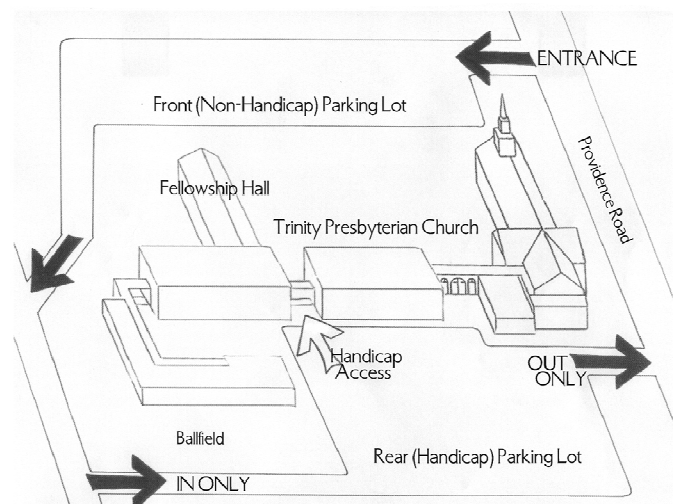 ENTRANCE
Front (Non-Handicap) Parking Lot
Providence Road
Fellowship Hall
Trinity Presbyterian Church
Handicap
Access
OUT
ONLY
Ballfield
Rear (Handicap) Parking Lot
IN ONLY